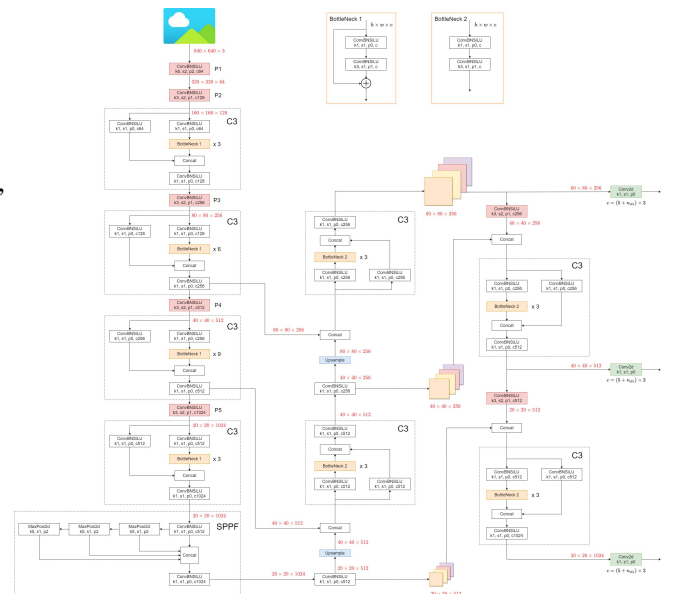 640 × 640 × 3
ConvBNSiLU
k6, s2, p2, c64
P1
320 × 320 × 64
ConvBNSiLU
k3, s2, p1, c128
P2
160 × 160 × 128
C3
ConvBNSiLU
k1, s1, p0, c64
ConvBNSiLU
k1, s1, p0, c64
BottleNeck 1
x 3
Concat
ConvBNSiLU
k1, s1, p0, c128
ConvBNSiLU
k3, s2, p1, c256
P3
80 × 80 × 256
C3
ConvBNSiLU
k1, s1, p0, c128
ConvBNSiLU
k1, s1, p0, c128
BottleNeck 1
x 6
Concat
ConvBNSiLU
k1, s1, p0, c256
ConvBNSiLU
k3, s2, p1, c512
P4
40 × 40 × 512
C3
ConvBNSiLU
k1, s1, p0, c256
ConvBNSiLU
k1, s1, p0, c256
BottleNeck 1
x 9
Concat
ConvBNSiLU
k1, s1, p0, c512
ConvBNSiLU
k3, s2, p1, c1024
P5
20 × 20 × 1024
C3
ConvBNSiLU
k1, s1, p0, c512
ConvBNSiLU
k1, s1, p0, c512
BottleNeck 1
x 3
Concat
ConvBNSiLU
k1, s1, p0, c1024
20 × 20 × 1024
SPPF
MaxPool2d
k5, s1, p2
MaxPool2d
k5, s1, p2
MaxPool2d
k5, s1, p2
ConvBNSiLU
k1, s1, p0, c512
Concat
ConvBNSiLU
k1, s1, p0, c1024
BottleNeck 1
h × w × c
ConvBNSiLU
k1, s1, p0, c
ConvBNSiLU
k3, s1, p1, c
BottleNeck 2
h × w × c
ConvBNSiLU
k1, s1, p0, c
ConvBNSiLU
k3, s1, p1, c
80 × 80 × 256
C3
ConvBNSiLU
k1, s1, p0, c256
Concat
BottleNeck 2
x 3
ConvBNSiLU
k1, s1, p0, c256
ConvBNSiLU
k1, s1, p0, c256
80 × 80 × 256
Concat
80 × 80 × 256
Upsample
40 × 40 × 256
ConvBNSiLU
k1, s1, p0, c256
40 × 40 × 256
40 × 40 × 512
C3
ConvBNSiLU
k1, s1, p0, c512
Concat
BottleNeck 2
x 3
ConvBNSiLU
k1, s1, p0, c512
ConvBNSiLU
k1, s1, p0, c512
40 × 40 × 512
Concat
40 × 40 × 512
Upsample
20 × 20 × 512
20 × 20 × 1024
ConvBNSiLU
k1, s1, p0, c512
20 × 20 × 512
80 × 80 × 256
Conv2d
k1, s1, p0
c = (5 + n_cls) × 3
ConvBNSiLU
k3, s2, p1, c256
40 × 40 × 256
Concat
C3
ConvBNSiLU
k1, s1, p0, c256
ConvBNSiLU
k1, s1, p0, c256
BottleNeck 2
x 3
Concat
ConvBNSiLU
k1, s1, p0, c512
40 × 40 × 512
Conv2d
k1, s1, p0
c = (5 + n_cls) × 3
ConvBNSiLU
k3, s2, p1, c512
20 × 20 × 512
Concat
C3
ConvBNSiLU
k1, s1, p0, c512
ConvBNSiLU
k1, s1, p0, c512
BottleNeck 2
x 3
Concat
ConvBNSiLU
k1, s1, p0, c1024
20 × 20 × 1024
Conv2d
k1, s1, p0
c = (5 + n_cls) × 3